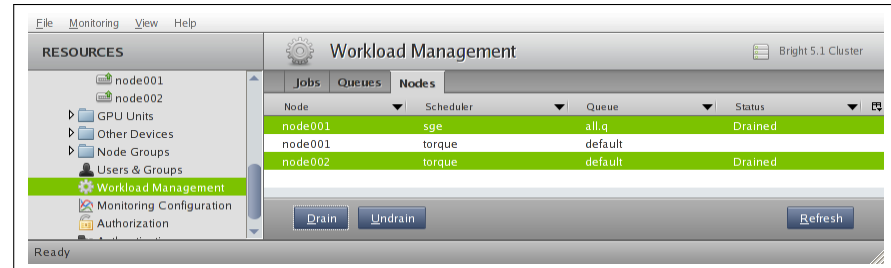 File Monitoring View Help
RESOURCES
Workload Management
Bright 5.1 Cluster
node001
node002
GPU Units
Other Devices
Node Groups
Users & Groups
Workload Management
Monitoring Configuration
Authorization
Jobs Queues Nodes
Node Scheduler Queue Status
node001 sge all.q Drained
node001 torque default
node002 torque default Drained
Drain Undrain Refresh
Ready